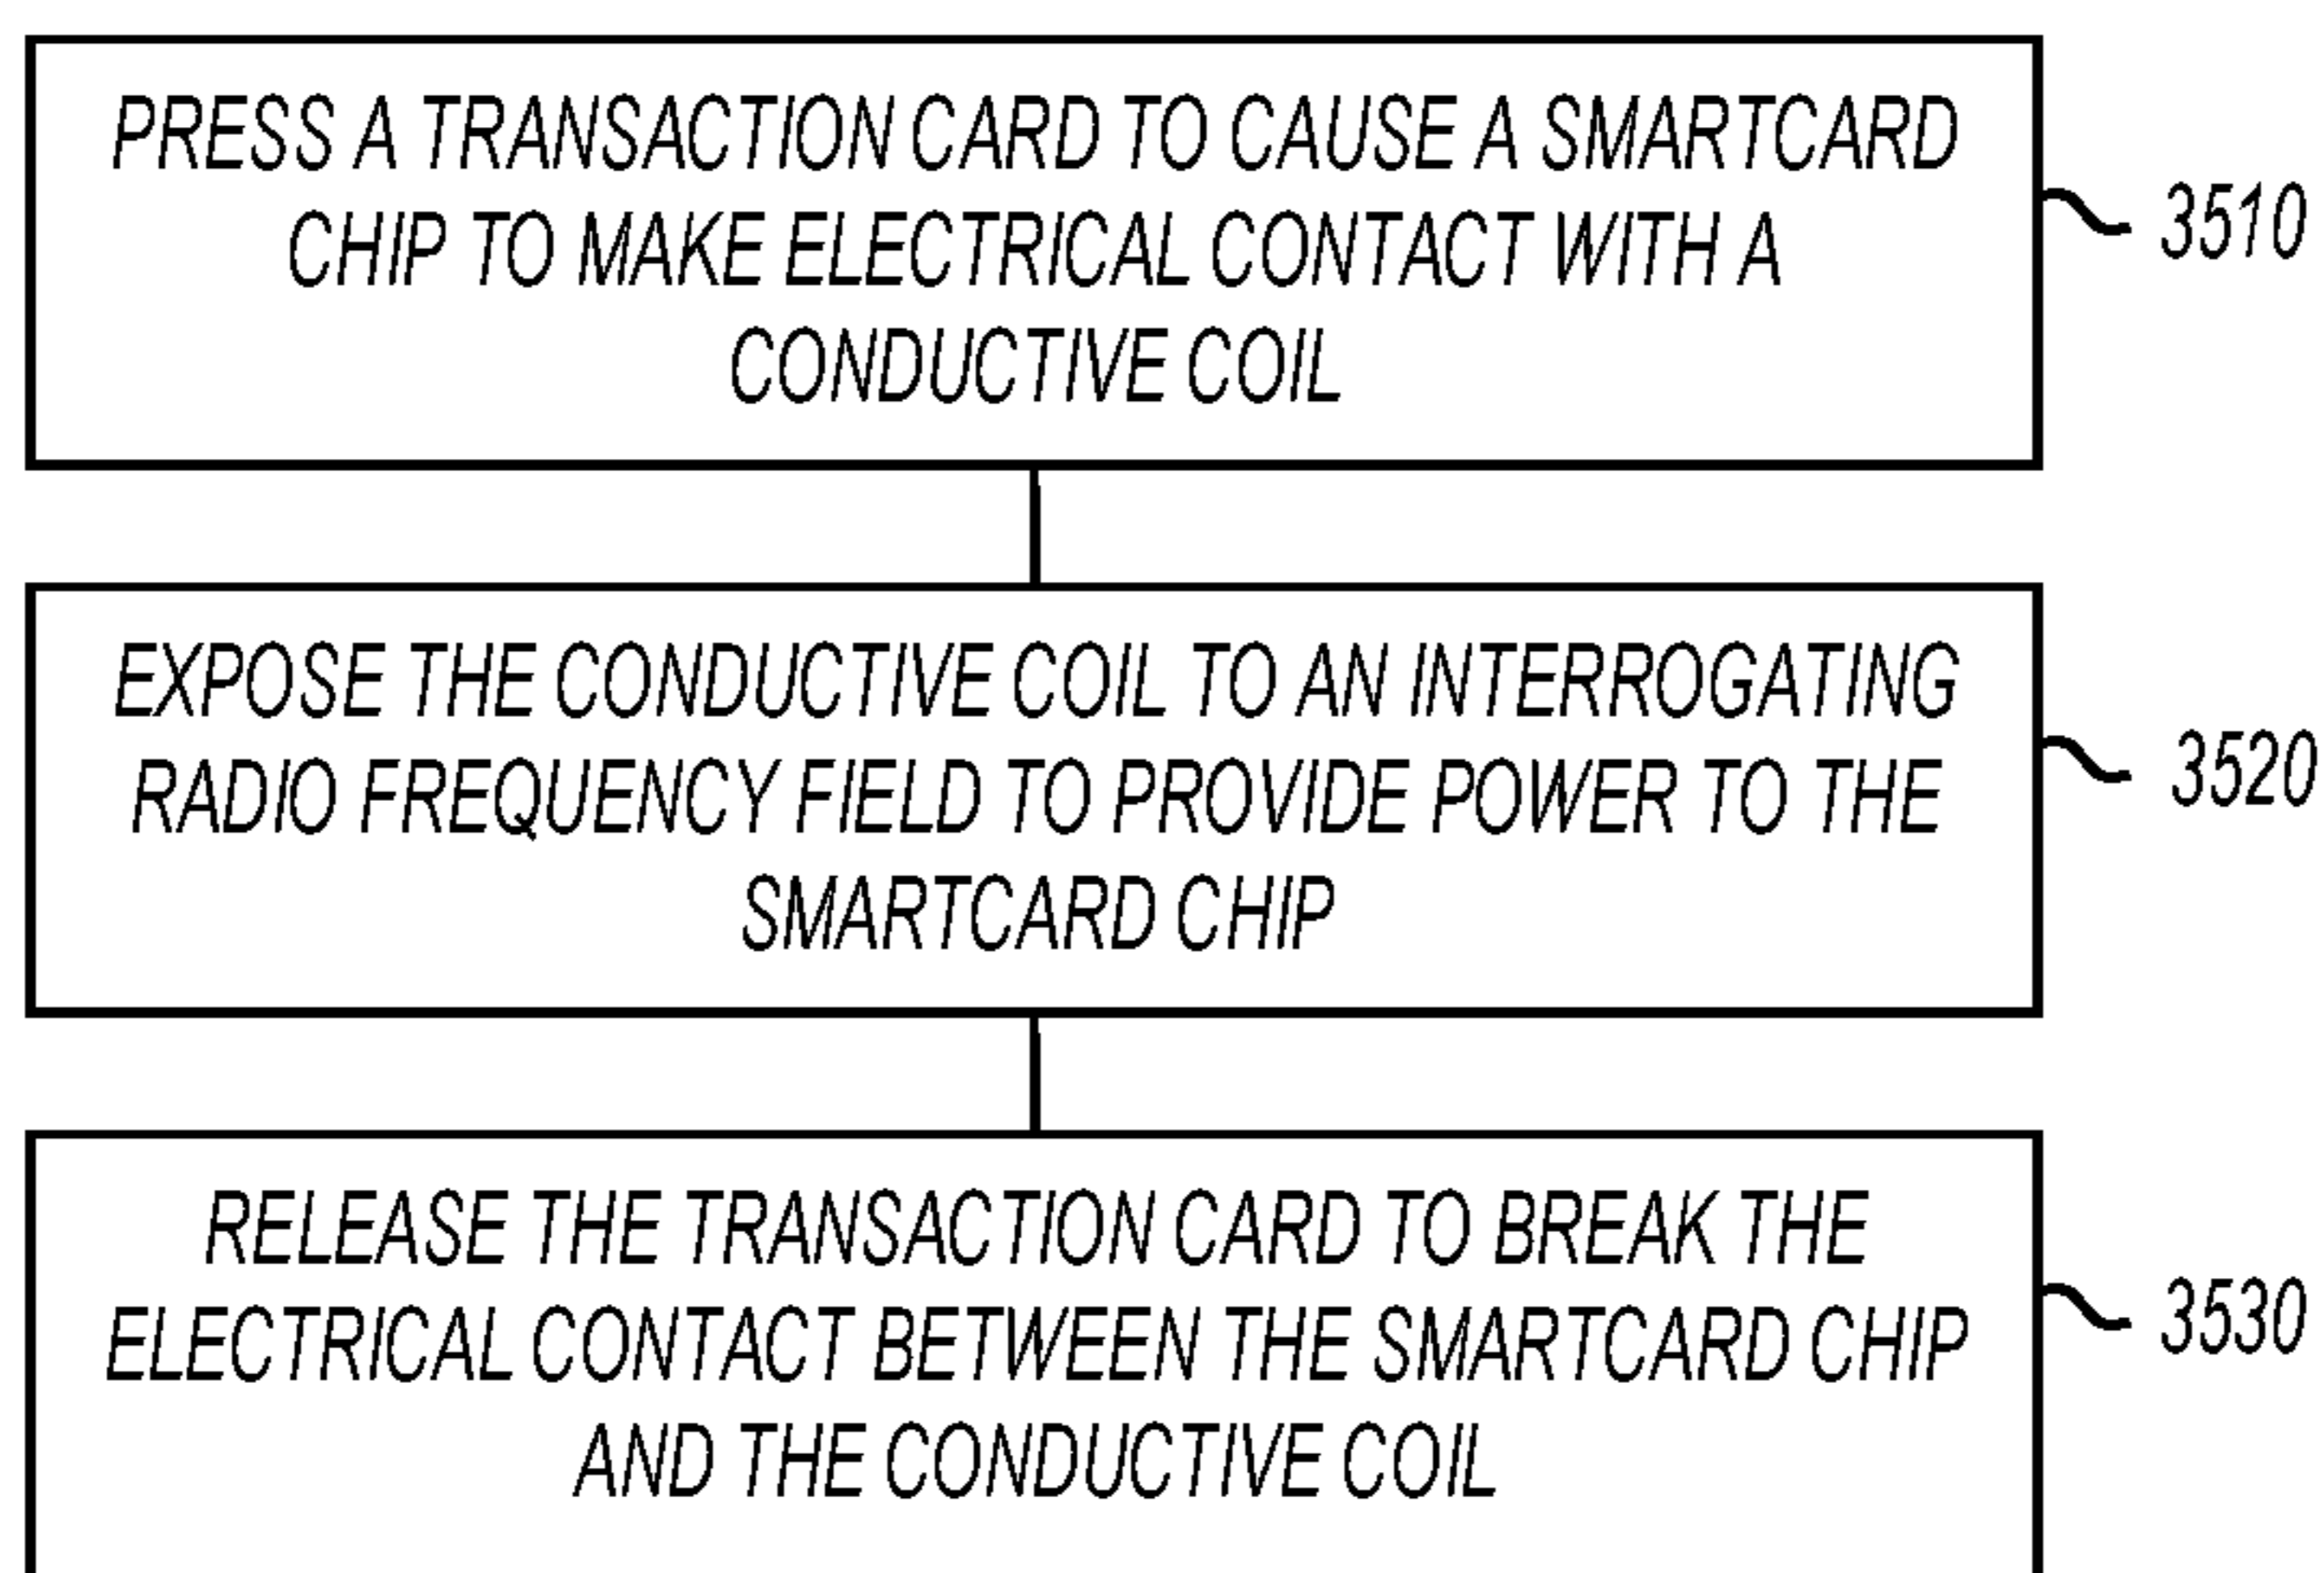 PRESS A TRANSACTION CARD TO CAUSE A SMARTCARD
CHIP TO MAKE ELECTRICAL CONTACT WITH A
CONDUCTIVE COIL
3510
EXPOSE THE CONDUCTIVE COIL TO AN INTERROGATING
RADIO FREQUENCY FIELD TO PROVIDE POWER TO THE
SMARTCARD CHIP
3520
RELEASE THE TRANSACTION CARD TO BREAK THE
ELECTRICAL CONTACT BETWEEN THE SMARTCARD CHIP
AND THE CONDUCTIVE COIL
3530